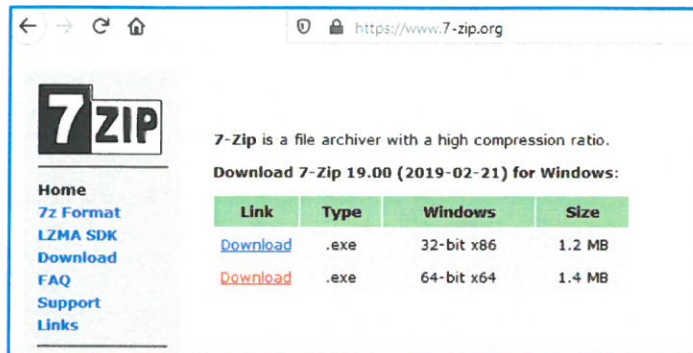 https://www.7-zip.org
7 ZIP
7-Zip is a file archiver with a high compression ratio.
Download 7-Zip 19.00 (2019-02-21) for Windows:
Link Type Windows Size
Download .exe 32-bit x86 1.2 MB
Download .exe 64-bit x64 1.4 MB
Home
7z Format
LZMA SDK
Download
FAQ
Support
Links